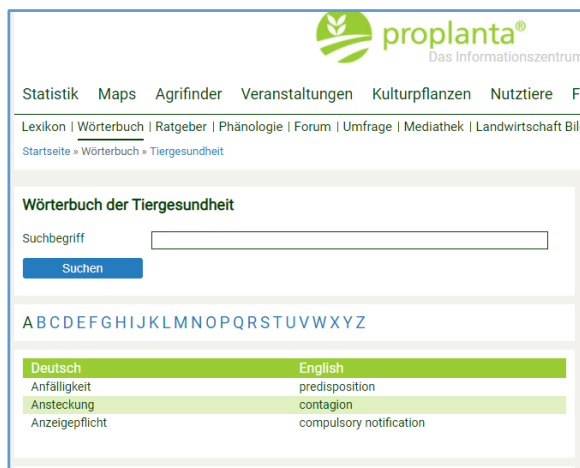 proplanta®
Das Informationszentrum
Statistik Maps Agrifinder Veranstaltungen Kulturpflanzen Nutztiere F
Lexikon | Wörterbuch | Ratgeber | Phänologie | Forum | Umfrage | Mediathek | Landwirtschaft Bil
Startseite » Wörterbuch » Tiergesundheit
Wörterbuch der Tiergesundheit
Suchbegriff
Suchen
A B C D E F G H I J K L M N O P Q R S T U V W X Y Z
Deutsch English
Anfälligkeit predisposition
Ansteckung contagion
Anzeigepflicht compulsory notification